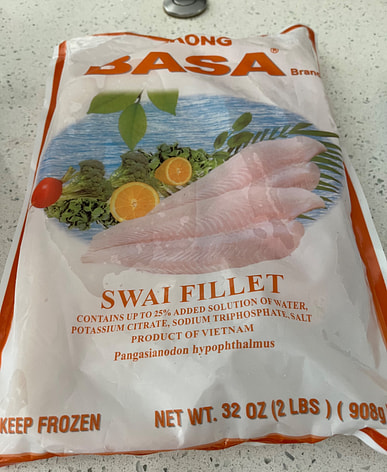 KONG
BASA®
Brand
SWAI FILLET
CONTAINS UP TO 25% ADDED SOLUTION OF WATER,
POTASSIUM CITRATE, SODIUM TRIPHOSPHATE, SALT
PRODUCT OF VIETNAM
Pangasianodon hypophthalmus
KEEP FROZEN
NET WT. 32 OZ (2 LBS ) ( 908g